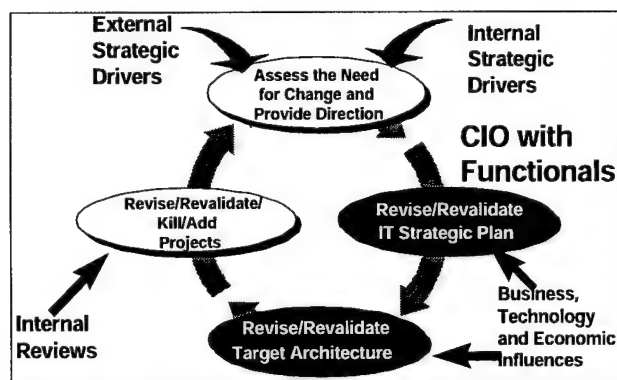 External
Strategic
Drivers
Internal
Strategic
Drivers
Assess the Need
for Change and
Provide Direction
CIO with
Functionals
Revise/Revalidate/
Kill/Add
Projects
Revise/Revalidate
IT Strategic Plan
Internal
Reviews
Revise/Revalidate
Target Architecture
Business,
Technology
and Economic
Influences